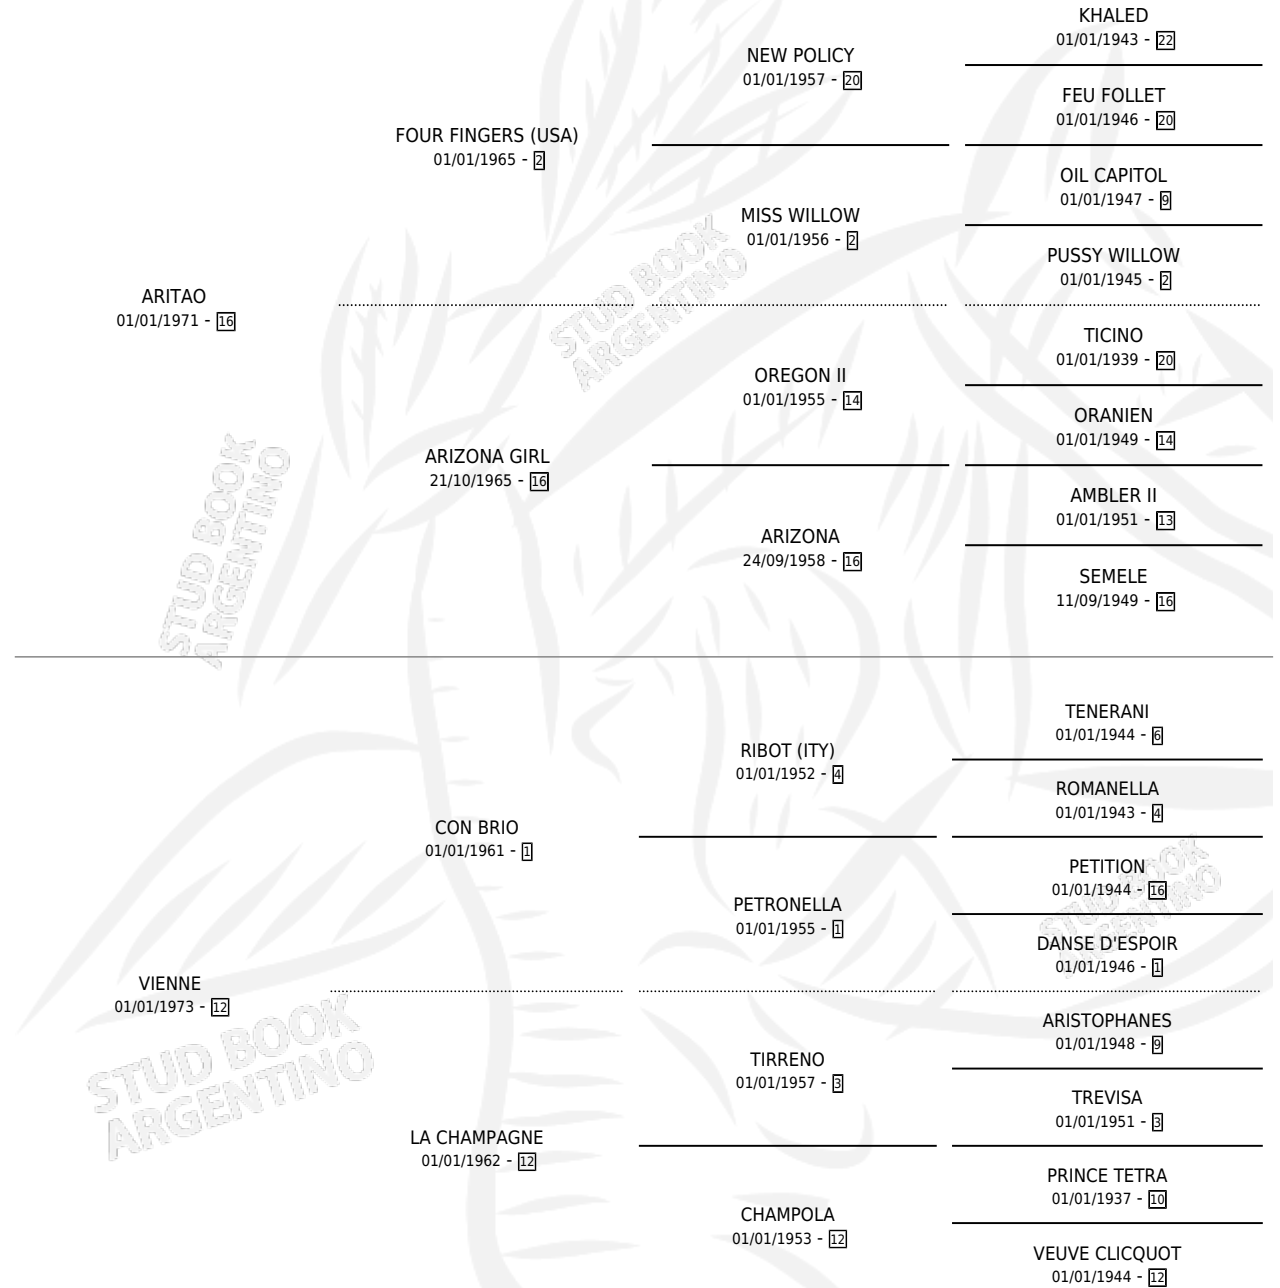 KHALED
01/01/1943 - 22
NEW POLICY
01/01/1957 - 20
FEU FOLLET
01/01/1946 - 20
FOUR FINGERS (USA)
01/01/1965 - 2
OIL CAPITOL
01/01/1947 - 9
MISS WILLOW
01/01/1956 - 2
PUSSY WILLOW
01/01/1945 - 2
ARITAO
01/01/1971 - 16
STUD BOOK
ARGENTINO
TICINO
01/01/1939 - 20
OREGON II
01/01/1955 - 14
ORANIEN
01/01/1949 - 14
ARIZONA GIRL
21/10/1965 - 16
AMBLER II
01/01/1951 - 13
ARIZONA
24/09/1958 - 16
SEMELE
11/09/1949 - 16
STUD BOOK
ARGENTINO
TENERANI
01/01/1944 - 6
RIBOT (ITY)
01/01/1952 - 4
ROMANELLA
01/01/1943 - 4
CON BRIO
01/01/1961 - 1
PETITION
01/01/1944 - 16
PETRONELLA
01/01/1955 - 1
STUD BOOK
ARGENTINO
DANSE D'ESPOIR
01/01/1946 - 1
VIENNE
01/01/1973 - 12
ARISTOPHANES
01/01/1948 - 9
STUD BOOK
ARGENTINO
TIRRENO
01/01/1957 - 3
TREVISA
01/01/1951 - 3
LA CHAMPAGNE
01/01/1962 - 12
PRINCE TETRA
01/01/1937 - 10
CHAMPOLA
01/01/1953 - 12
VEUVE CLICQUOT
01/01/1944 - 12